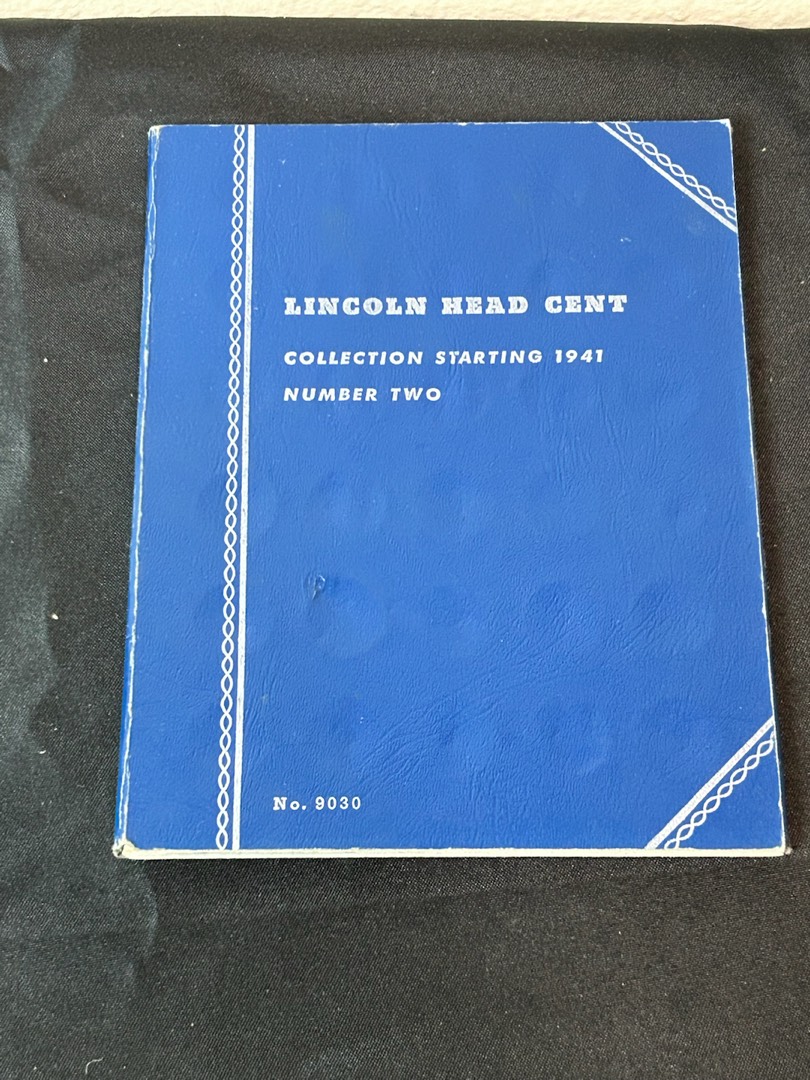 LINCOLN HEAD CENT
COLLECTION STARTING 1941
NUMBER TWO
No. 9030